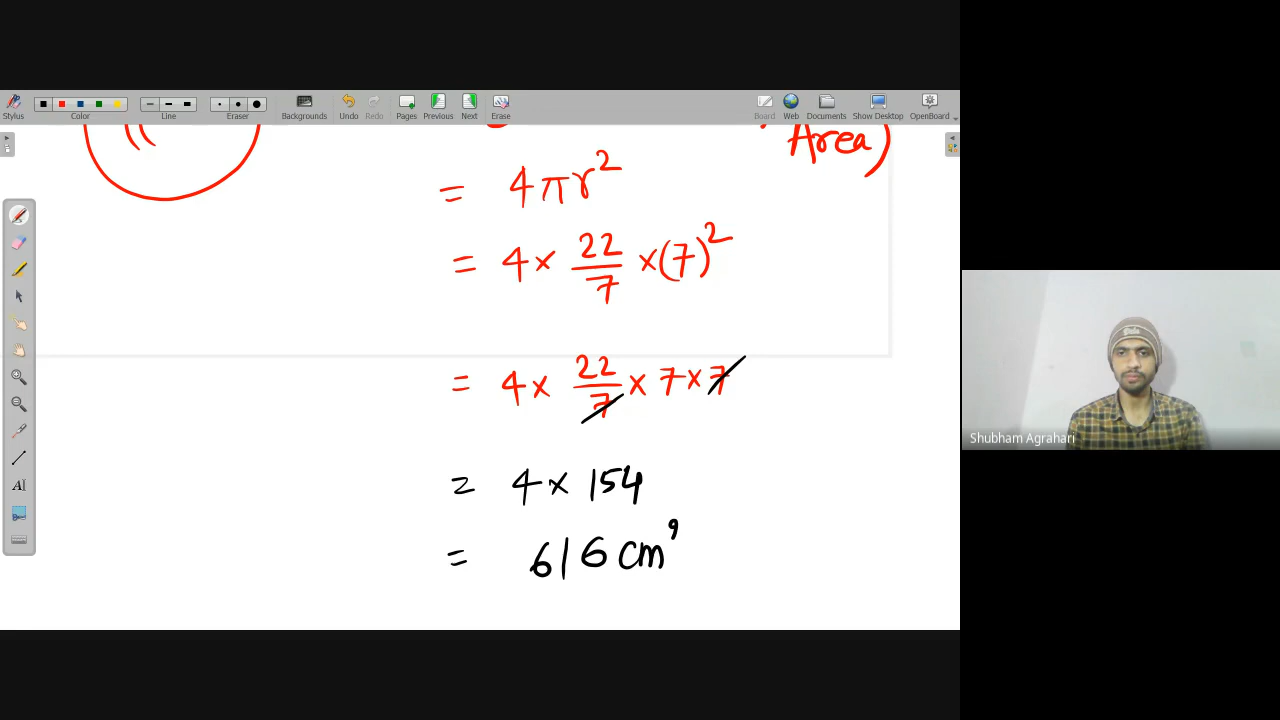 Stylus Color Line Eraser Backgrounds Undo Redo Pages Previous Next Erase Board Web Documents Show Desktop OpenBoard
Area)
= 4πr²
= 4 × 22/7 × (7)²
= 4 × 22/7 × 7 × 7
= 4 × 154
= 616 cm
Shubham Agrahari